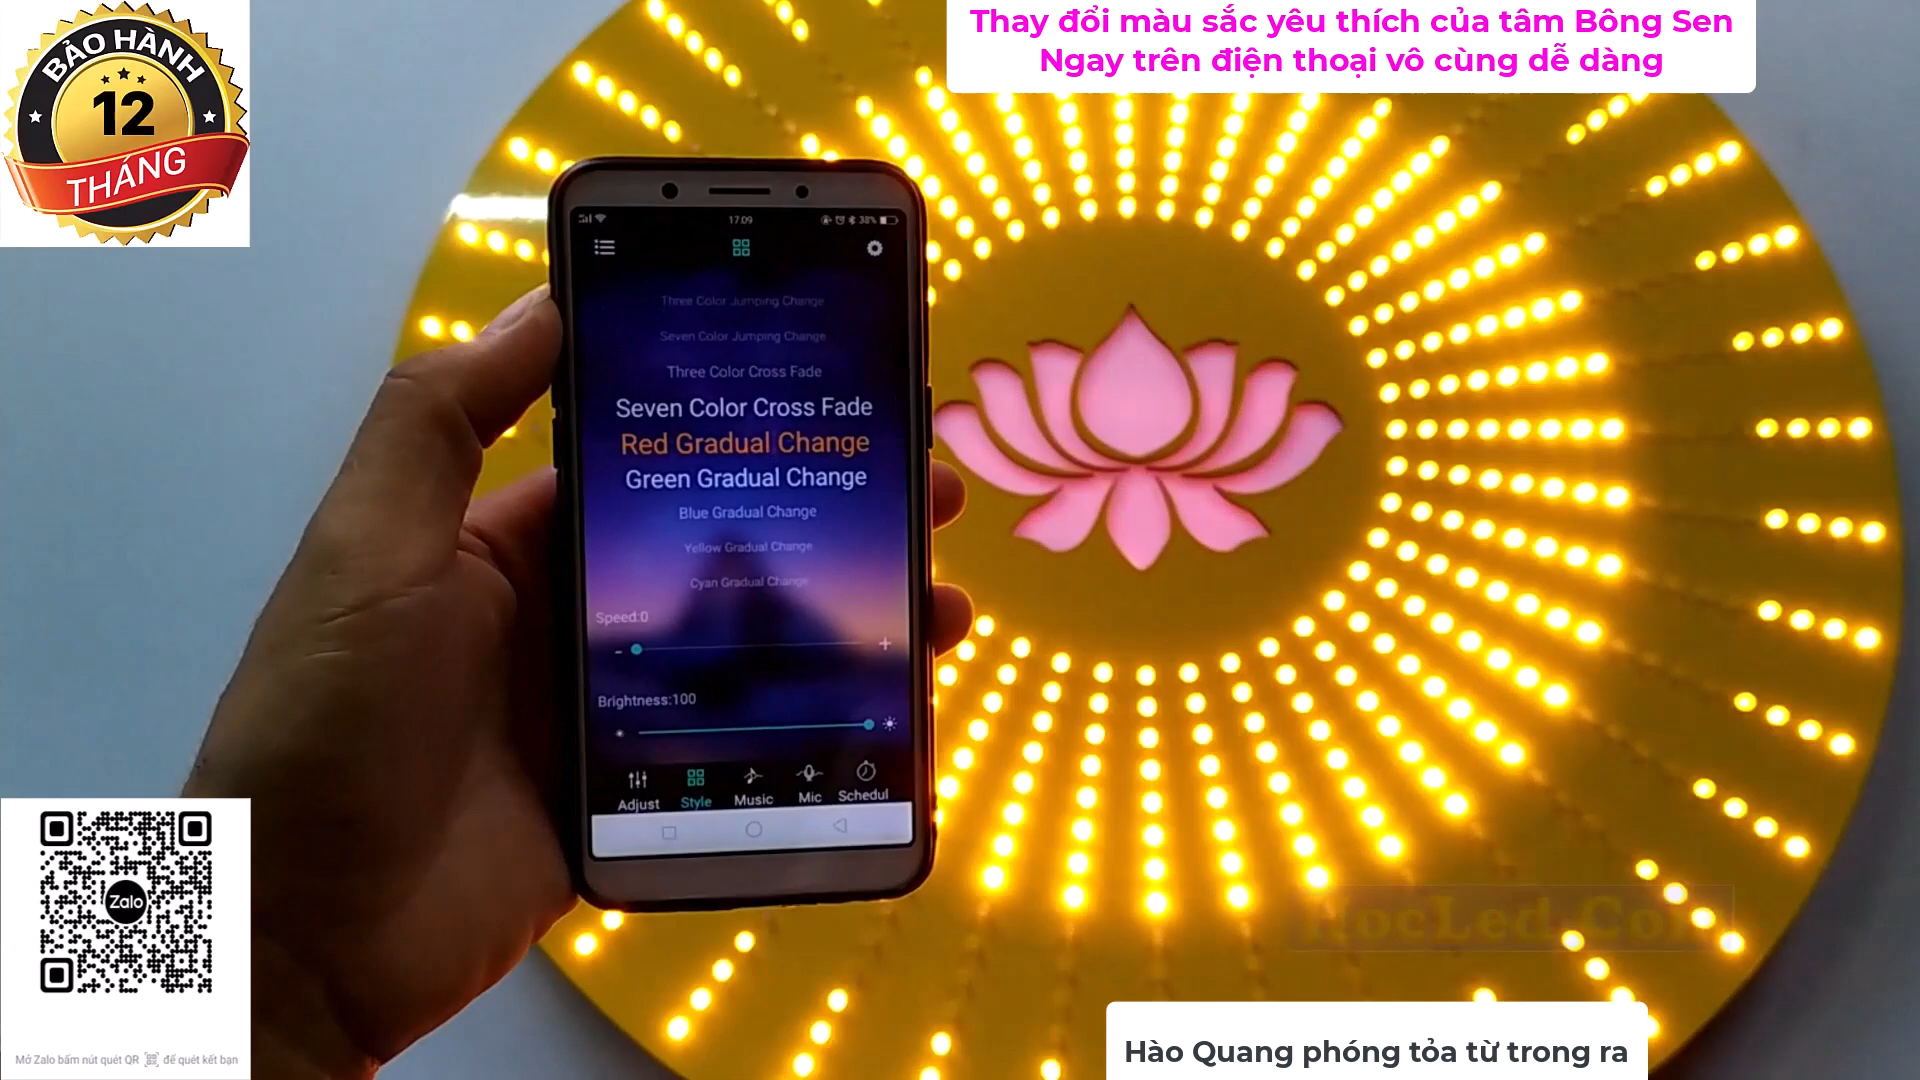 BẢO HÀNH
12
THÁNG
Thay đổi màu sắc yêu thích của tâm Bông Sen
Ngay trên điện thoại vô cùng dễ dàng
17:09
38%
Three Color Jumping Change
Seven Color Jumping Change
Three Color Cross Fade
Seven Color Cross Fade
Red Gradual Change
Green Gradual Change
Blue Gradual Change
Yellow Gradual Change
Cyan Gradual Change
Speed:0
Brightness:100
Adjust
Style
Music
Mic
Schedul
Zalo
Mở Zalo bấm nút quét QR để quét kết bạn
HocLed.Com
Hào Quang phóng tỏa từ trong ra